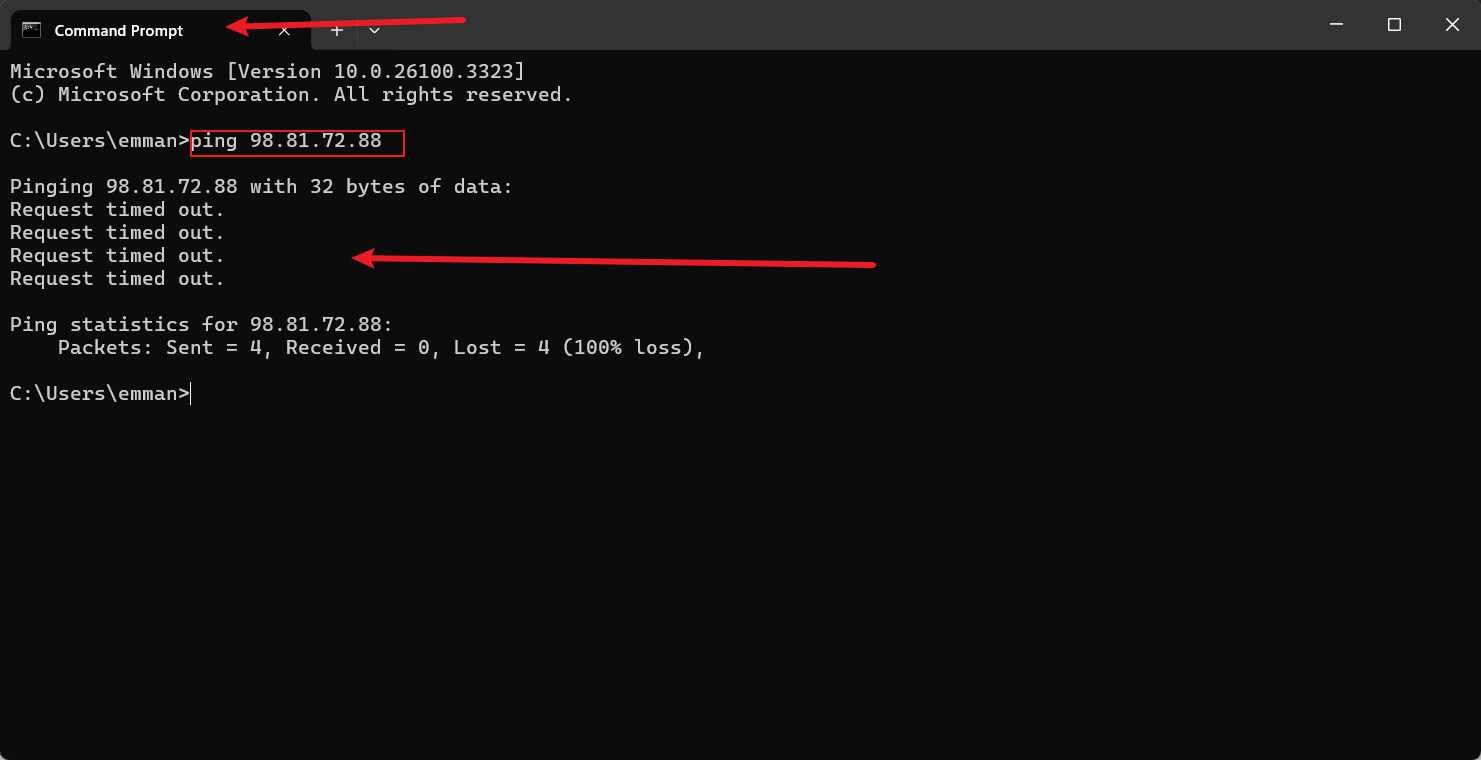 Command Prompt
Microsoft Windows [Version 10.0.26100.3323]
(c) Microsoft Corporation. All rights reserved.
C:\Users\emman>ping 98.81.72.88
Pinging 98.81.72.88 with 32 bytes of data:
Request timed out.
Request timed out.
Request timed out.
Request timed out.
Ping statistics for 98.81.72.88:
    Packets: Sent = 4, Received = 0, Lost = 4 (100% loss),
C:\Users\emman>